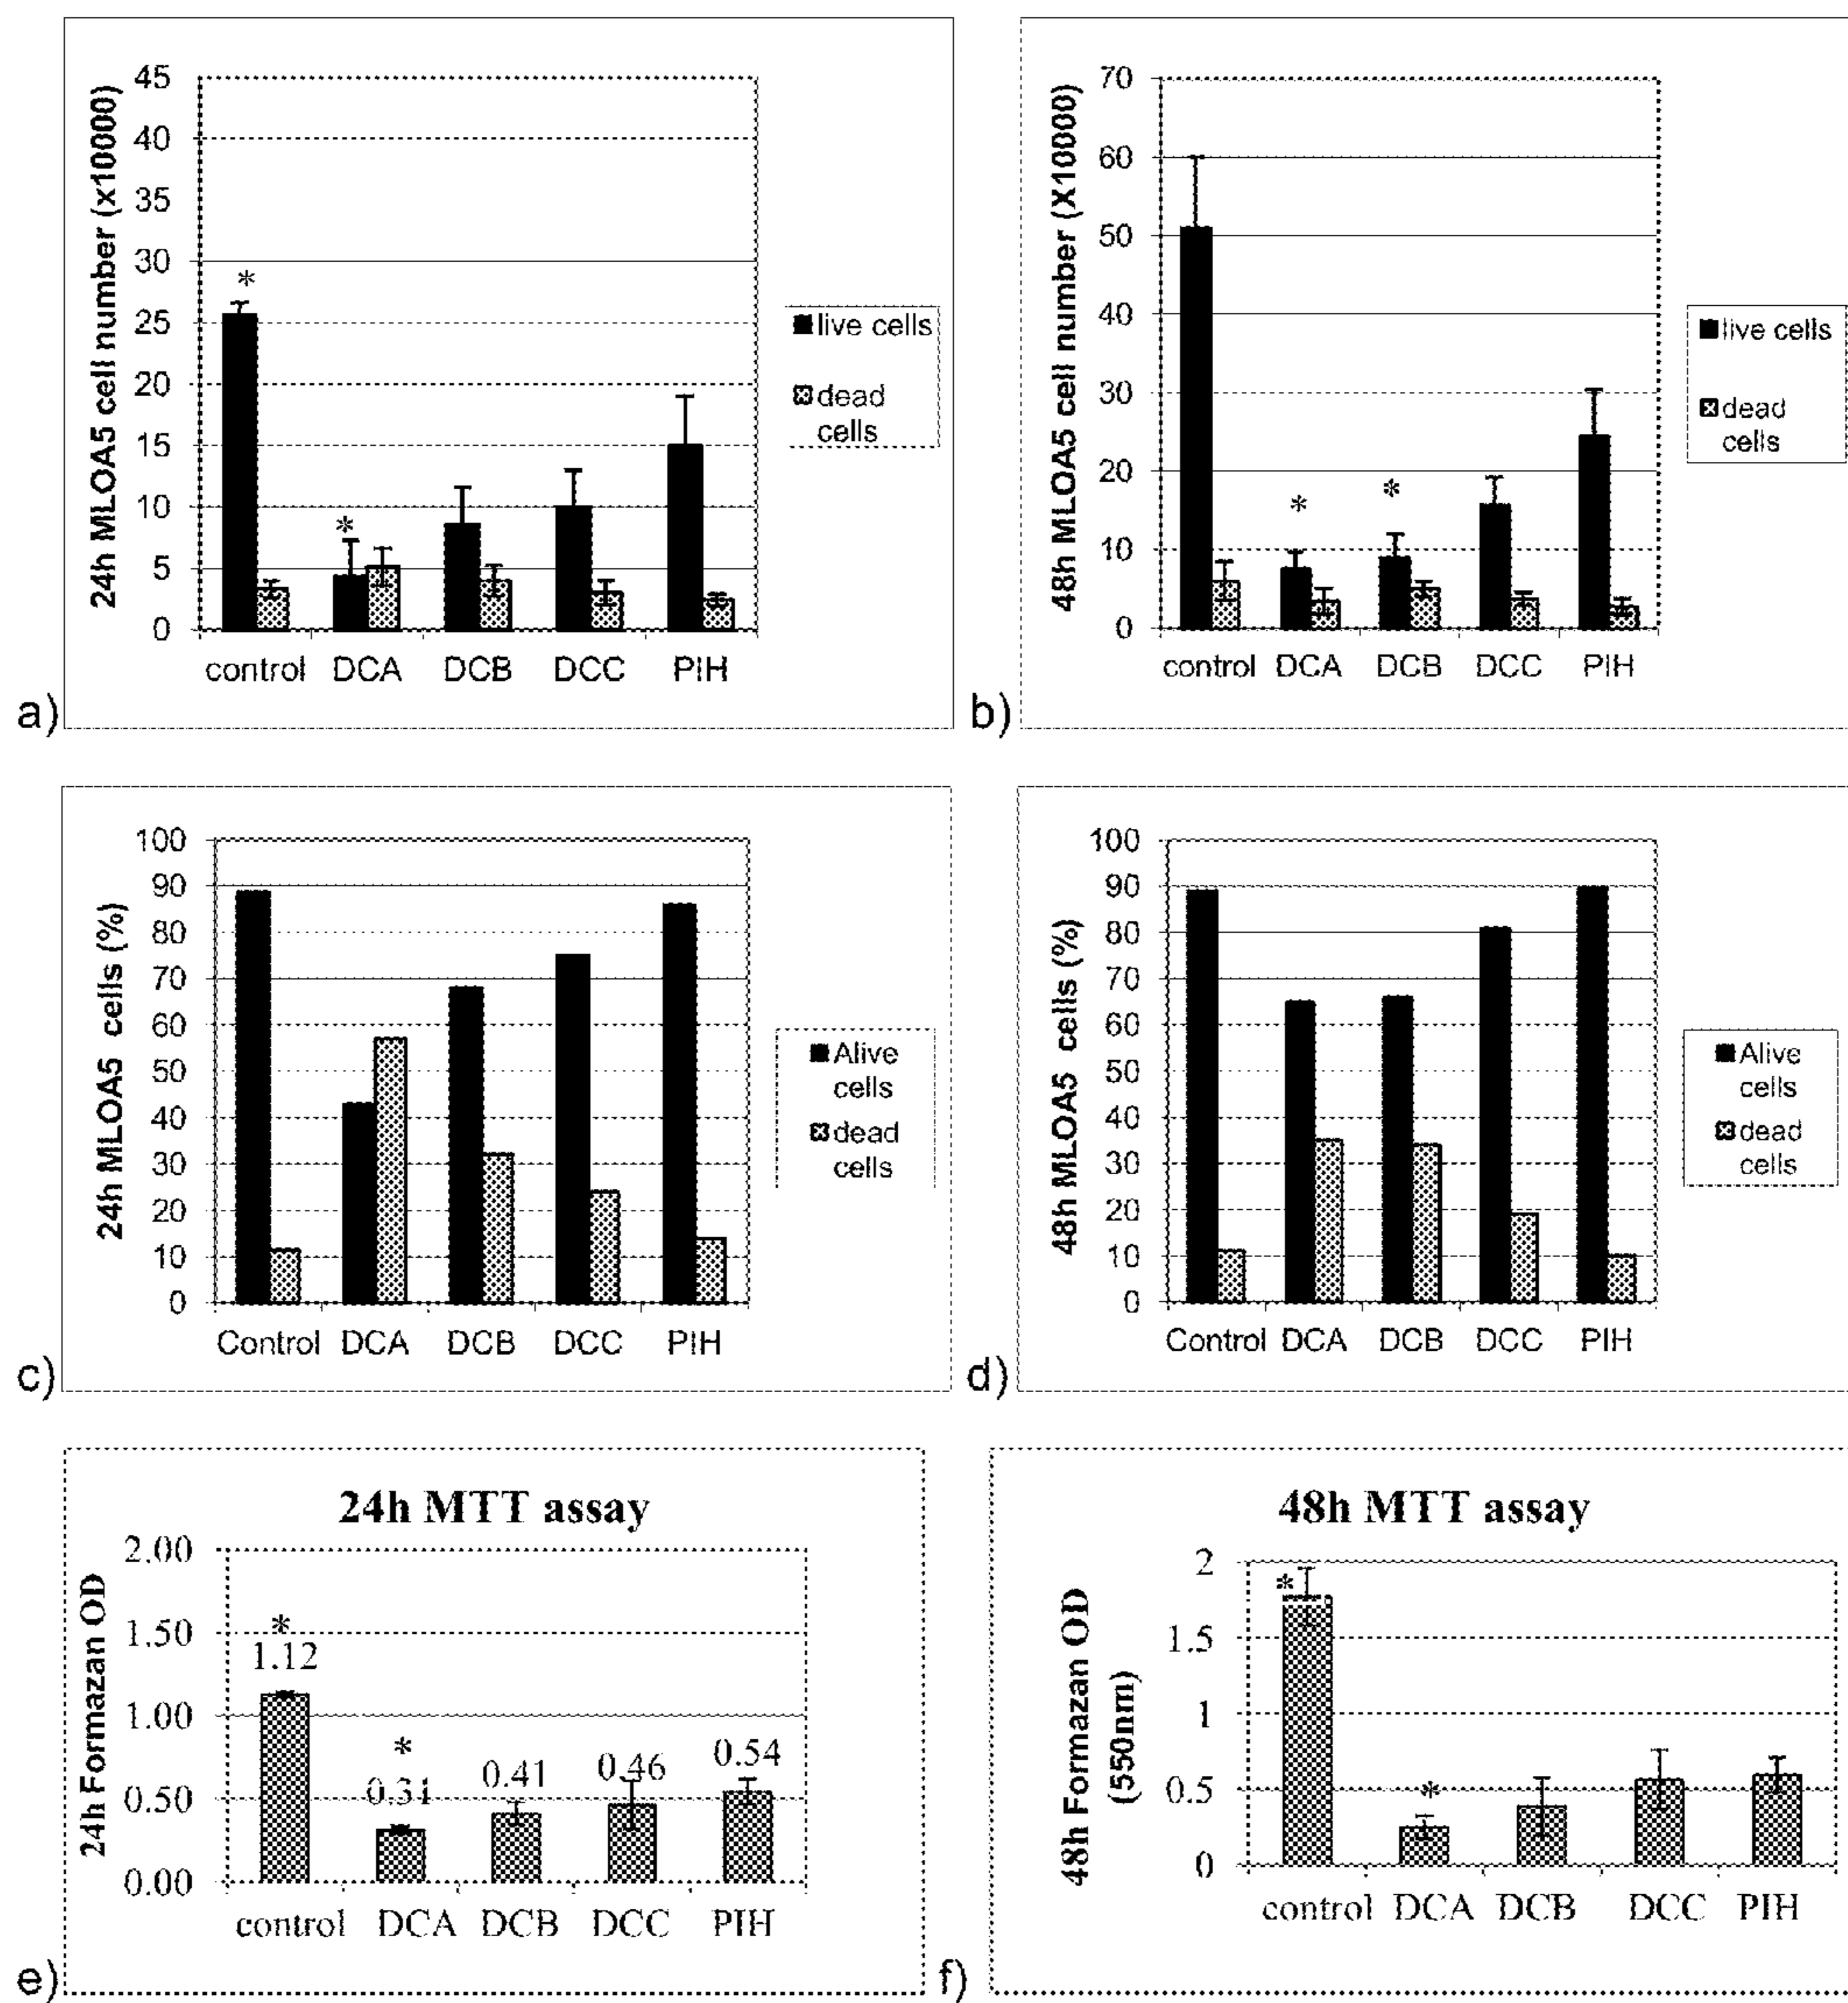 24h MLOA5 cell number (x10000)
45
40
35
30
25
20
15
10
5
0
*
*
control DCA DCB DCC PIH
live cells
dead
cells
a)
48h MLOA5 cell number (X10000)
70
60
50
40
30
20
10
0
* *
control DCA DCB DCC PIH
live cells
dead
cells
b)
24h MLOA5 cells (%)
100
90
80
70
60
50
40
30
20
10
0
Control DCA DCB DCC PIH
Alive
cells
dead
cells
c)
48h MLOA5 cells (%)
100
90
80
70
60
50
40
30
20
10
0
Control DCA DCB DCC PIH
Alive
cells
dead
cells
d)
24h MTT assay
24h Formazan OD
2.00
1.50
1.00
0.50
0.00
*
1.12
*
0.31 0.41 0.46 0.54
control DCA DCB DCC PIH
e)
48h MTT assay
48h Formazan OD
(550nm)
2
1.5
1
0.5
0
*
*
control DCA DCB DCC PIH
f)